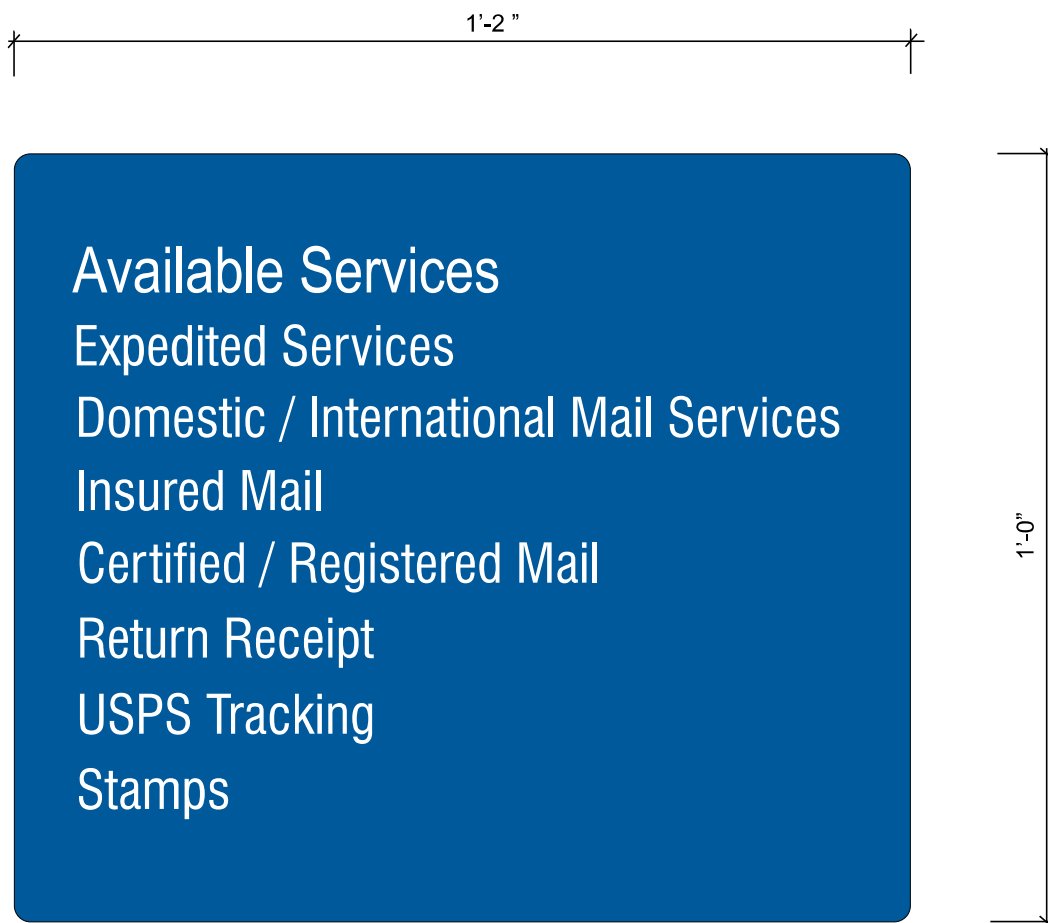 1’-2 ”
Available Services
Expedited Services
Domestic / International Mail Services
Insured Mail
Certified / Registered Mail
Return Receipt
USPS Tracking
Stamps
1’-0”